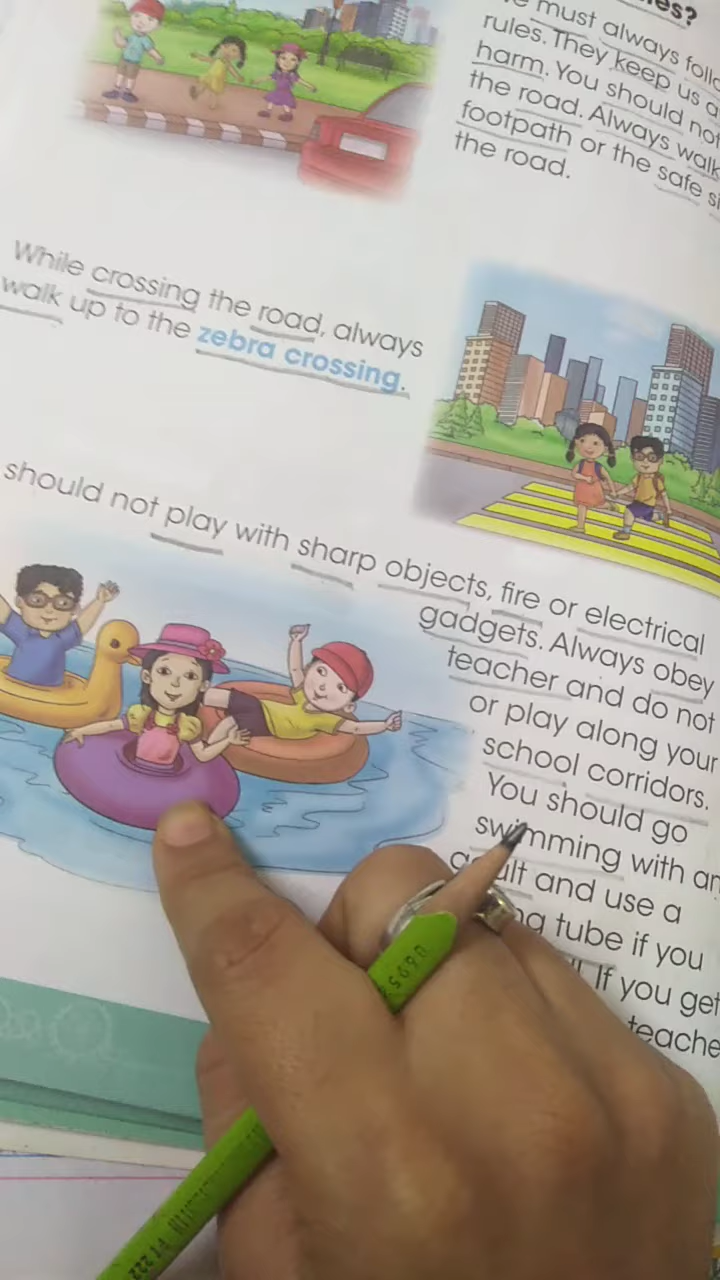 must always
rules. They keep us
harm. You should not
the road. Always walk
footpath or the safe
the road.
While crossing the road, always
walk up to the zebra crossing.
should not play with sharp objects, fire or electrical
gadgets. Always obey
teacher and do not
or play along your
school corridors.
You should go
swimming with an
and use a
tube if you
If you get
0695
PT 222